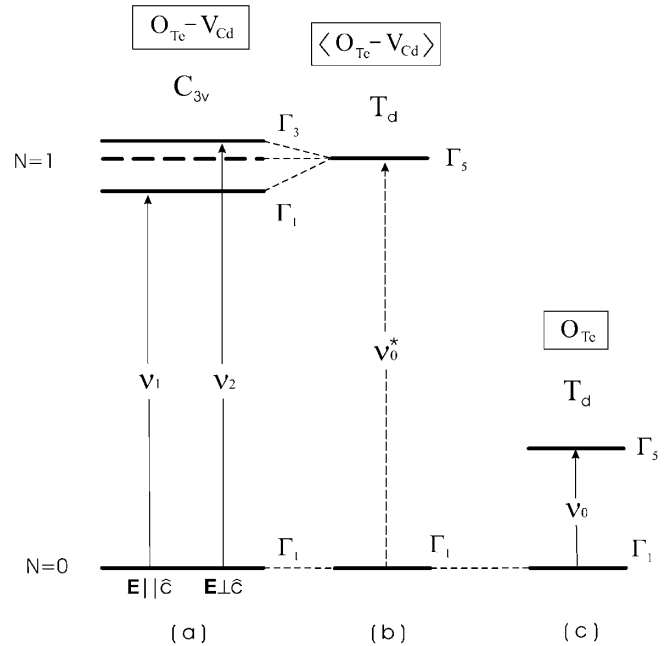 O_Te–V_Cd
⟨O_Te–V_Cd⟩
C_3v
T_d
Γ_3
N=1
Γ_5
Γ_1
O_Te
T_d
ν_1
ν_2
ν_0^*
Γ_5
ν_0
Γ_1
Γ_1
Γ_1
N=0
E||ĉ
E⊥ĉ
(a)
(b)
(c)